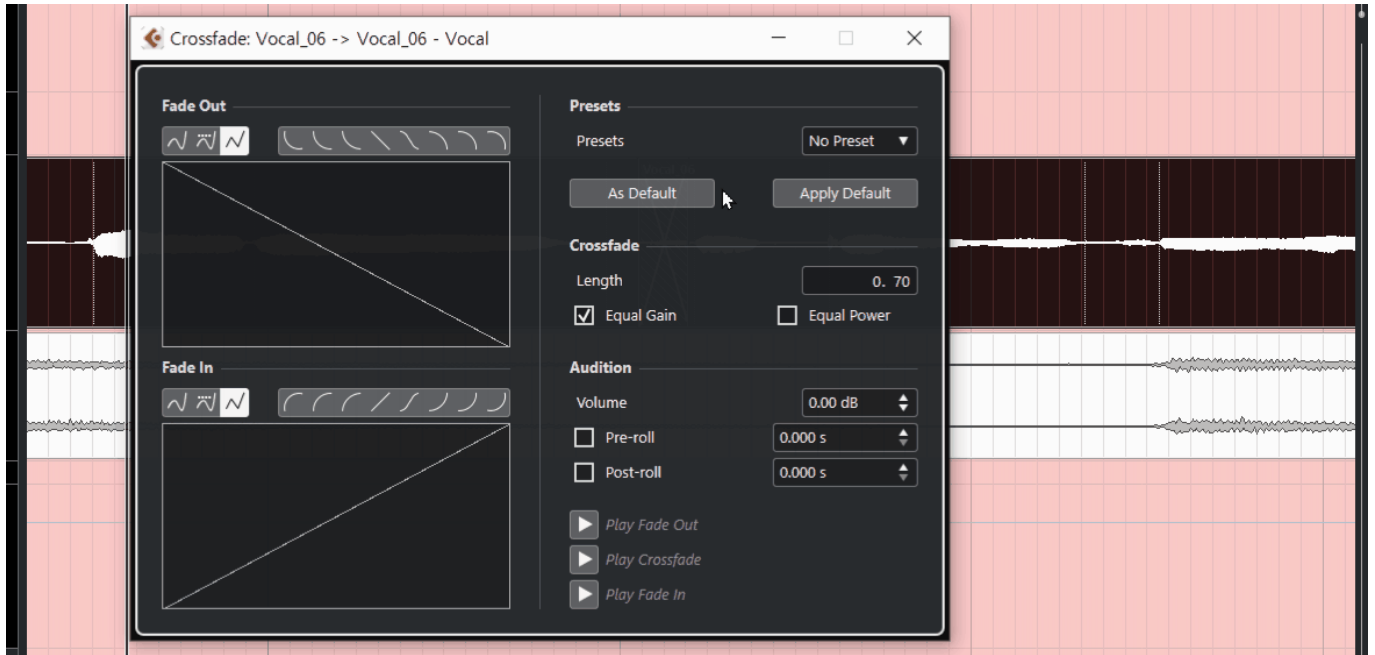 Crossfade: Vocal_06 -> Vocal_06 - Vocal
Fade Out
Presets
Presets
No Preset
As Default
Apply Default
Crossfade
Length
0. 70
Equal Gain
Equal Power
Fade In
Audition
Volume
0.00 dB
Pre-roll
0.000 s
Post-roll
0.000 s
Play Fade Out
Play Crossfade
Play Fade In